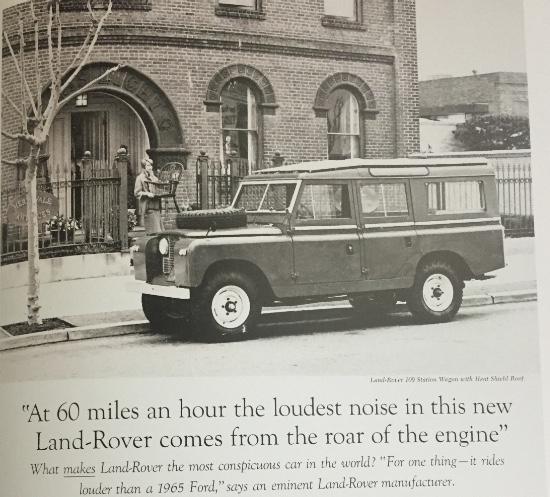 Land-Rover 109 Station Wagon with Heat Shield Roof
"At 60 miles an hour the loudest noise in this new
Land-Rover comes from the roar of the engine"
What makes Land-Rover the most conspicuous car in the world? "For one thing—it rides
louder than a 1965 Ford," says an eminent Land-Rover manufacturer.